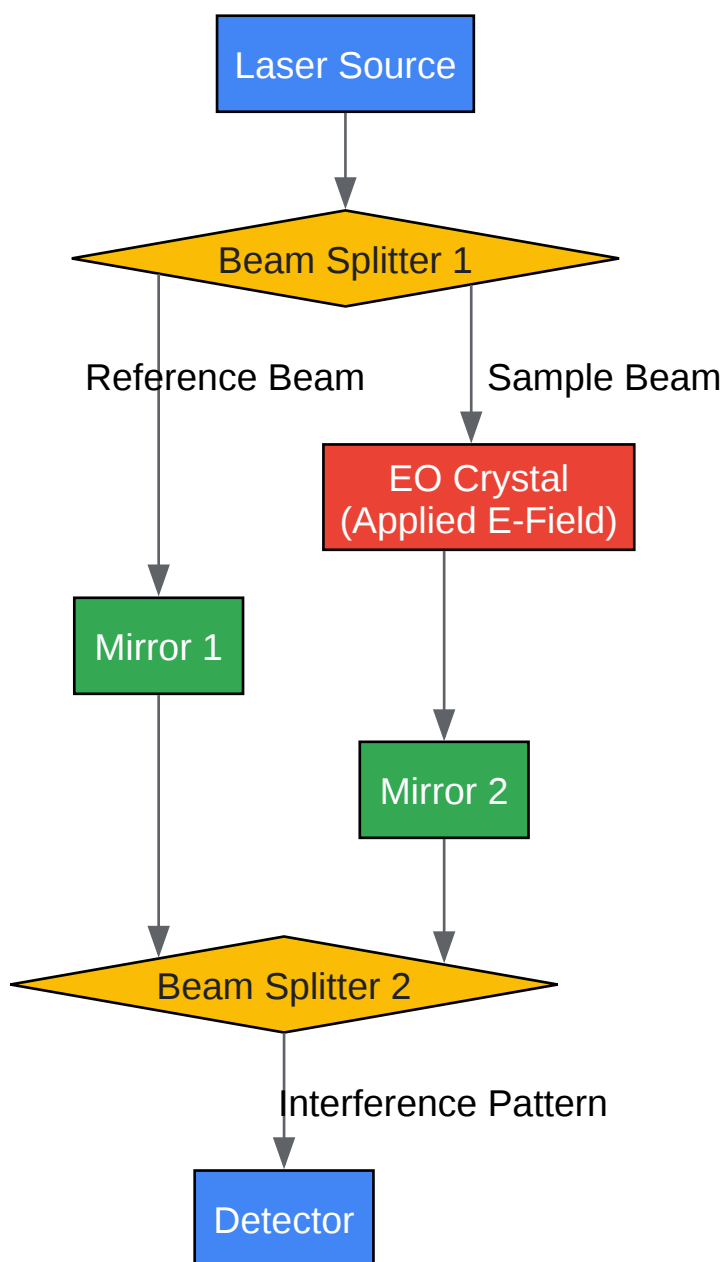 Laser Source
Beam Splitter 1
Reference Beam
Sample Beam
EO Crystal
(Applied E-Field)
Mirror 1
Mirror 2
Beam Splitter 2
Interference Pattern
Detector